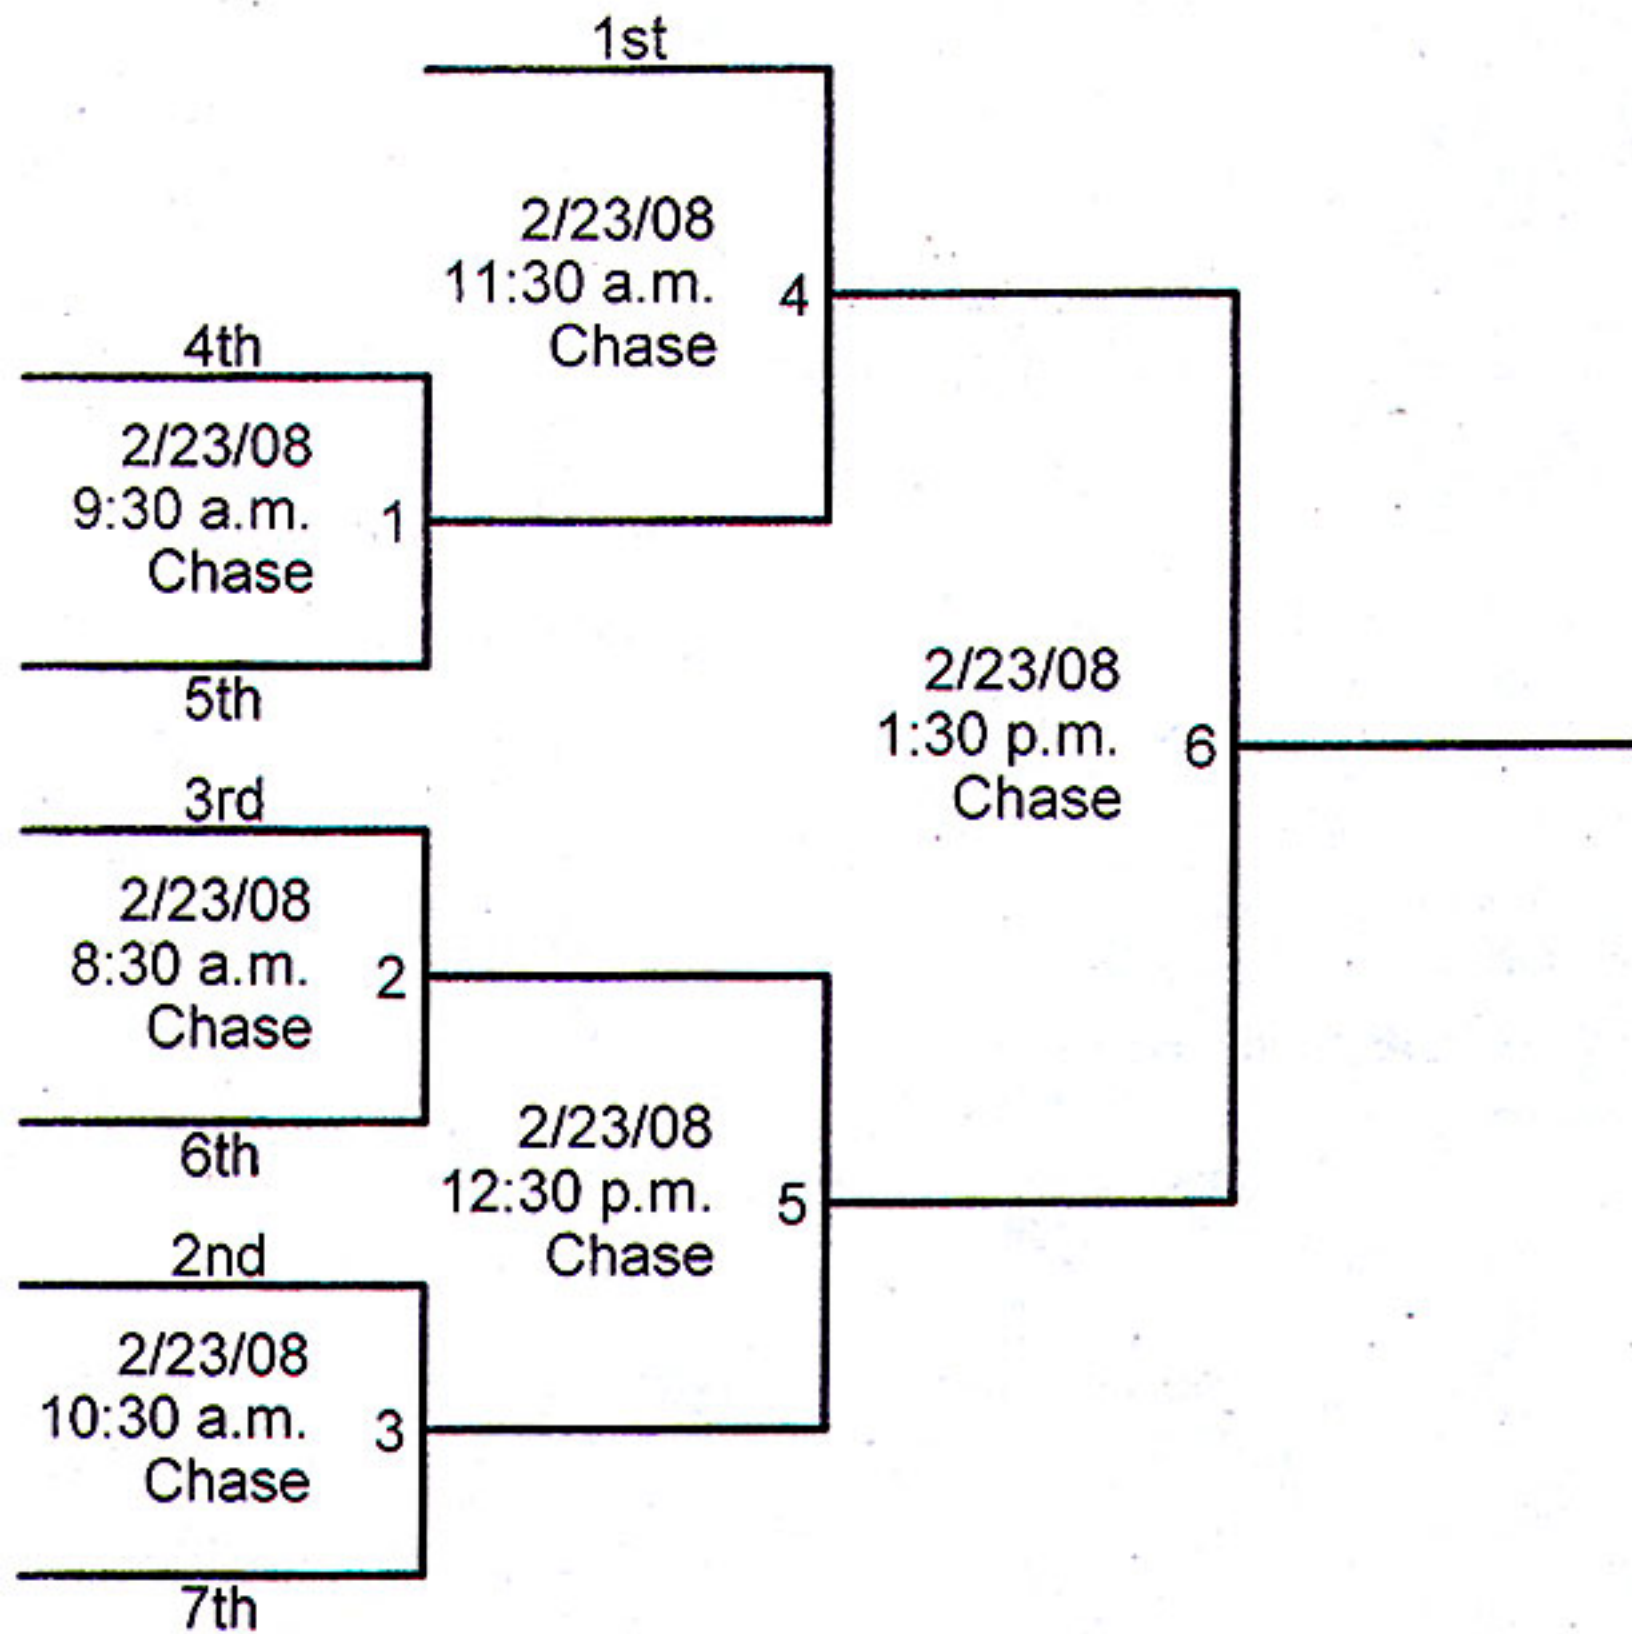 1st
2/23/08
11:30 a.m.
4
Chase
4th
2/23/08
9:30 a.m.
1
Chase
5th
2/23/08
1:30 p.m.
6
Chase
3rd
2/23/08
8:30 a.m.
2
Chase
6th
2/23/08
12:30 p.m.
5
Chase
2nd
2/23/08
10:30 a.m.
3
Chase
7th